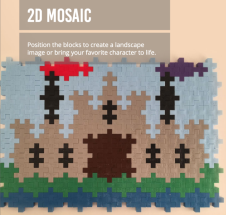 2D MOSAIC
Position the blocks to create a landscape
image or bring your favorite character to life.